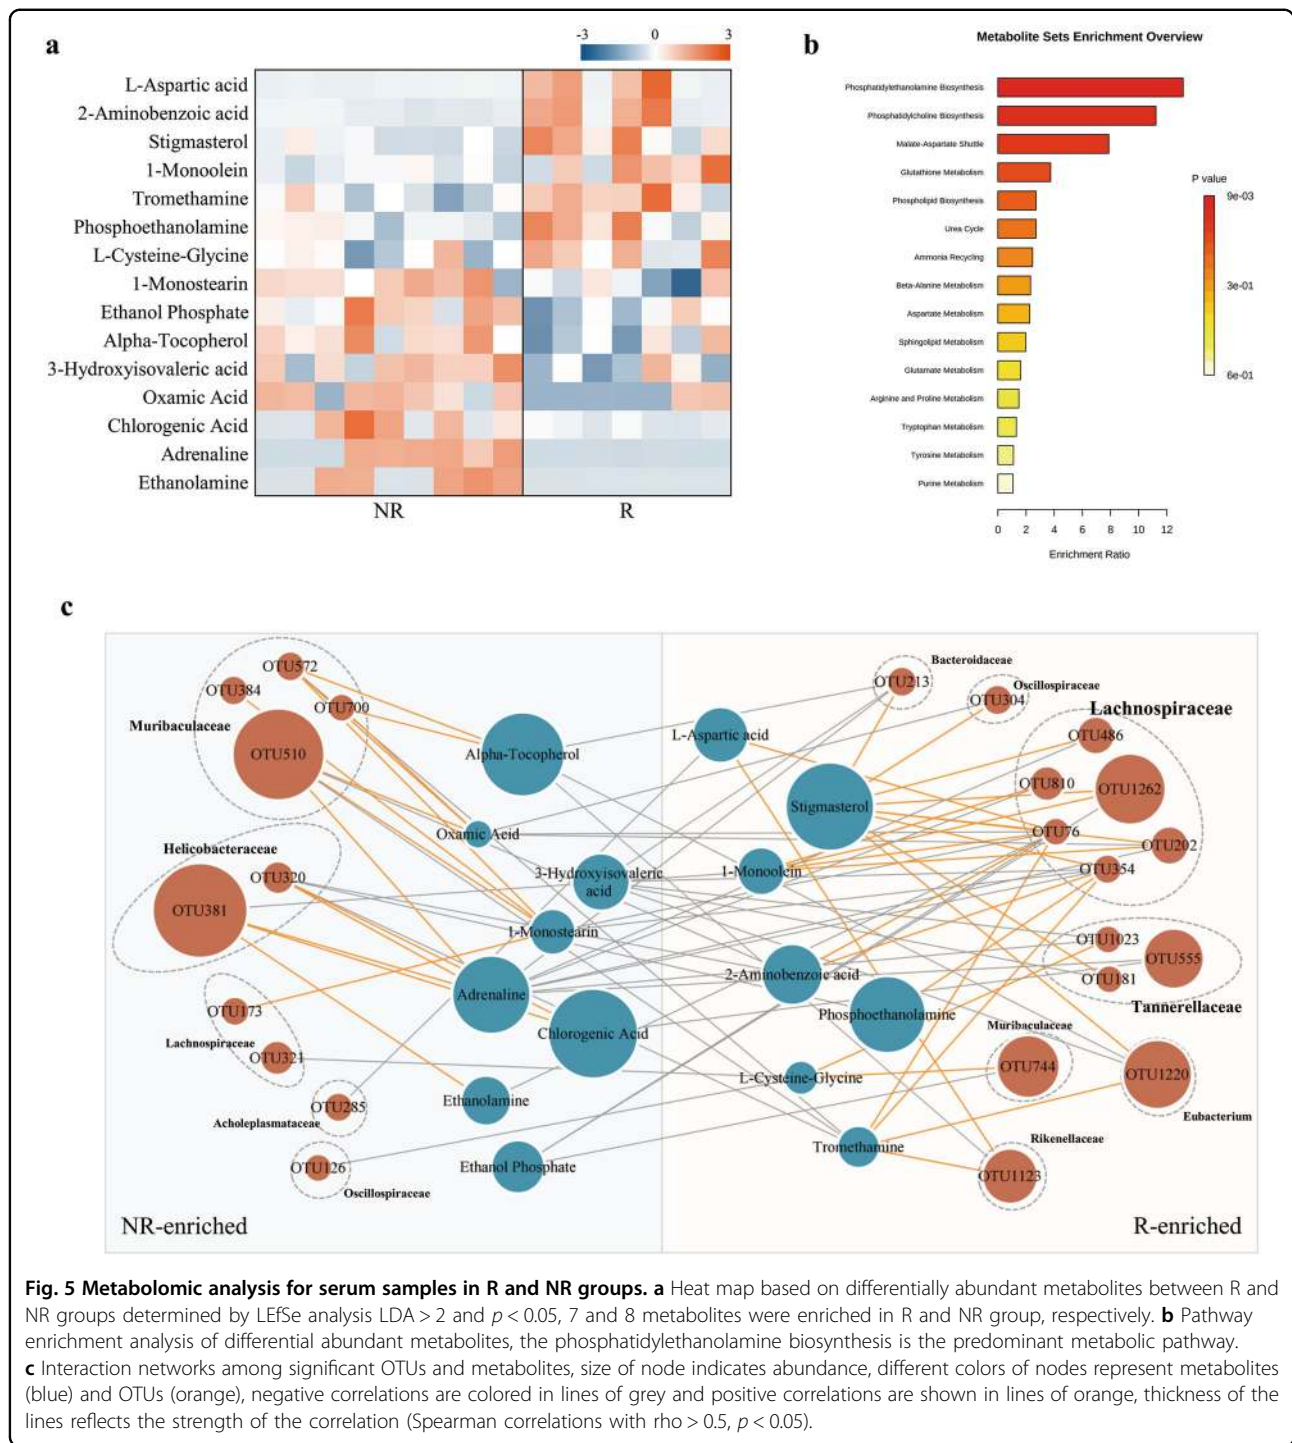 a
-3 0 3
L-Aspartic acid
2-Aminobenzoic acid
Stigmasterol
1-Monoolein
Tromethamine
Phosphoethanolamine
L-Cysteine-Glycine
1-Monostearin
Ethanol Phosphate
Alpha-Tocopherol
3-Hydroxyisovaleric acid
Oxamic Acid
Chlorogenic Acid
Adrenaline
Ethanolamine
NR R
b
Metabolite Sets Enrichment Overview
Phosphatidylethanolamine Biosynthesis
Phosphatidylcholine Biosynthesis
Malate-Aspartate Shuttle
Glutathione Metabolism
Phospholipid Biosynthesis
Urea Cycle
Ammonia Recycling
Beta-Alanine Metabolism
Aspartate Metabolism
Sphingolipid Metabolism
Glutamate Metabolism
Arginine and Proline Metabolism
Tryptophan Metabolism
Tyrosine Metabolism
Purine Metabolism
0 2 4 6 8 10 12
Enrichment Ratio
P value
9e-03
3e-01
6e-01
c
OTU572
OTU384
OTU700
Muribaculaceae
OTU510
Helicobacteraceae
OTU320
OTU381
OTU173
Lachnospiraceae
OTU321
OTU285
Acholeplasmataceae
OTU126
Oscillospiraceae
NR-enriched
Alpha-Tocopherol
Oxamic Acid
3-Hydroxyisovaleric
acid
1-Monostearin
Adrenaline
Chlorogenic Acid
Ethanolamine
Ethanol Phosphate
L-Aspartic acid
Stigmasterol
1-Monoolein
2-Aminobenzoic acid
Phosphoethanolamine
L-Cysteine-Glycine
Tromethamine
Bacteroidaceae
OTU213
Oscillospiraceae
OTU304
Lachnospiraceae
OTU486
OTU810
OTU1262
OTU76
OTU202
OTU354
OTU1023
OTU555
OTU181
Tannerellaceae
Muribaculaceae
OTU744
OTU1220
Eubacterium
Rikenellaceae
OTU1123
R-enriched
Fig. 5 Metabolomic analysis for serum samples in R and NR groups. a Heat map based on differentially abundant metabolites between R and
NR groups determined by LEfSe analysis LDA > 2 and p < 0.05, 7 and 8 metabolites were enriched in R and NR group, respectively. b Pathway
enrichment analysis of differential abundant metabolites, the phosphatidylethanolamine biosynthesis is the predominant metabolic pathway.
c Interaction networks among significant OTUs and metabolites, size of node indicates abundance, different colors of nodes represent metabolites
(blue) and OTUs (orange), negative correlations are colored in lines of grey and positive correlations are shown in lines of orange, thickness of the
lines reflects the strength of the correlation (Spearman correlations with rho > 0.5, p < 0.05).